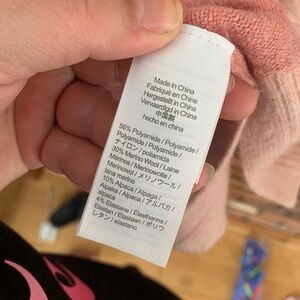 Made in China
Fabriqué en Chine
Hergestellt in China
Vervaardigd in China
中国製
hecho en china
56% Polyamide / Polyamide /
Polyamide / Polyamide /
ナイロン / poliamida
30% Merino Wool / Laine
Merinos / Merinowolle /
Merinowol / メリノウール /
lana merino
10% Alpaca / Alpaga /
Alpaka / Alpaca / アルパカ /
alpaca
4% Elastane / Élasthanne /
Elastan / Elastaan / ポリウ
レタン / elastano